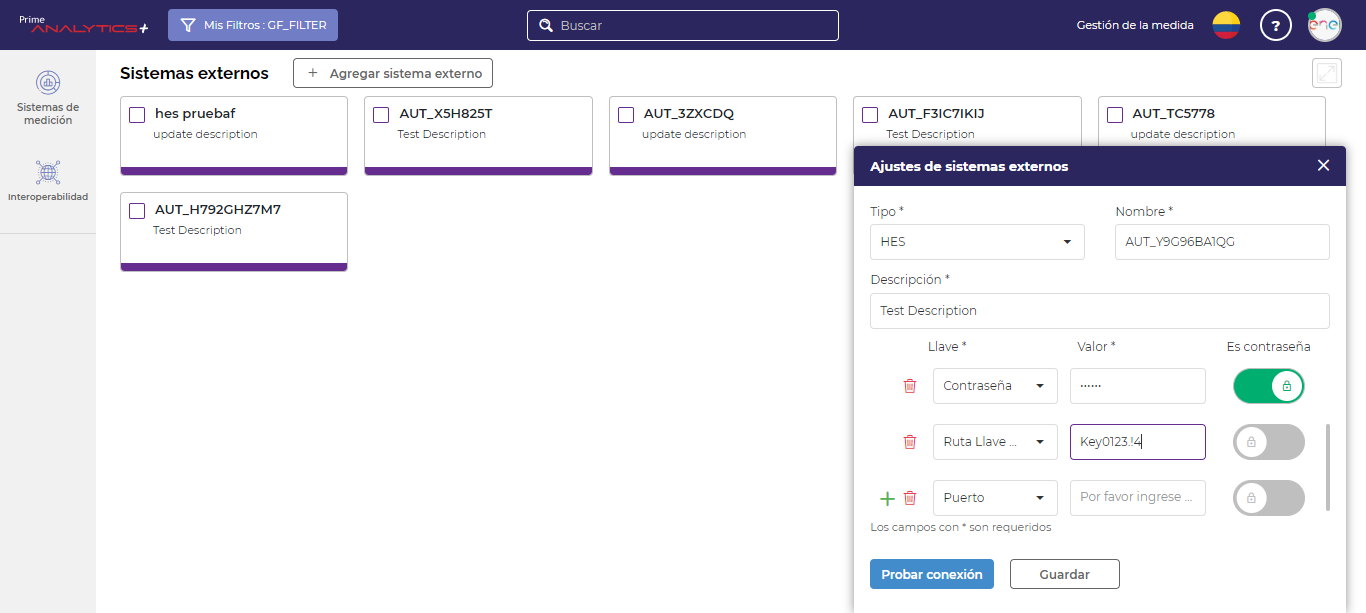 Prime
ANALYTICS+
Mis Filtros : GF_FILTER
Buscar
Gestión de la medida
?
ene
Sistemas de
medición
Interoperabilidad
Sistemas externos
+ Agregar sistema externo
hes pruebaf
update description
AUT_X5H825T
Test Description
AUT_3ZXCDQ
update description
AUT_F3IC7IKIJ
Test Description
AUT_TC5778
update description
AUT_H792GHZ7M7
Test Description
Ajustes de sistemas externos
Tipo *
Nombre *
HES
AUT_Y9G96BA1QG
Descripción *
Test Description
Llave *
Valor *
Es contraseña
Contraseña
••••••
Ruta Llave ...
Key0123.!4
Puerto
Por favor ingrese ...
Los campos con * son requeridos
Probar conexión
Guardar